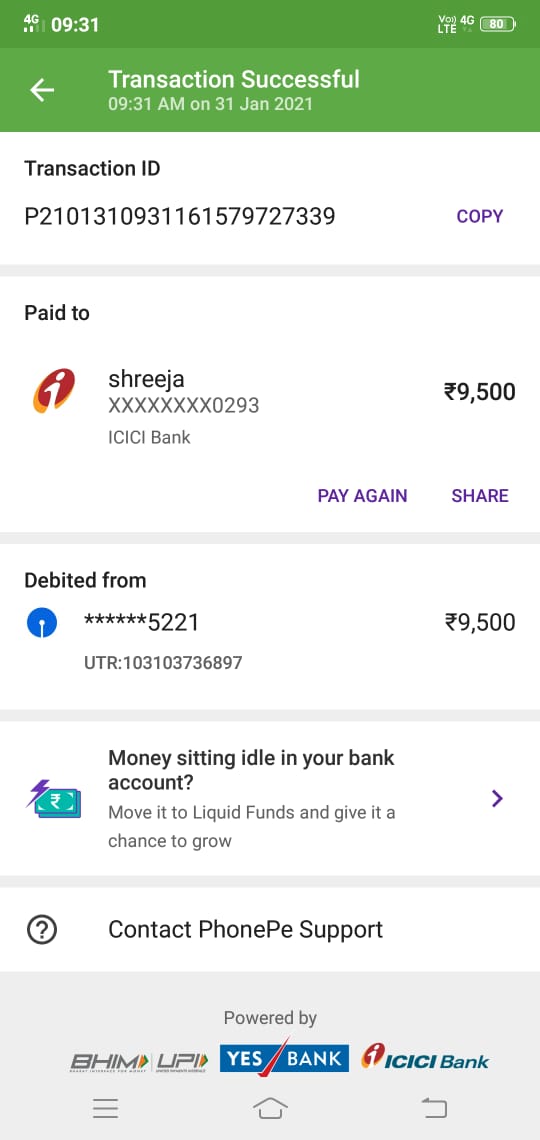 4G 09:31 Vo)) 4G LTE 80
Transaction Successful
09:31 AM on 31 Jan 2021
Transaction ID
P2101310931161579727339 COPY
Paid to
shreeja
XXXXXXXX0293 ₹9,500
ICICI Bank
PAY AGAIN SHARE
Debited from
******5221 ₹9,500
UTR:103103736897
Money sitting idle in your bank
account?
Move it to Liquid Funds and give it a
chance to grow
Contact PhonePe Support
Powered by
BHIM UPI YES BANK ICICI Bank